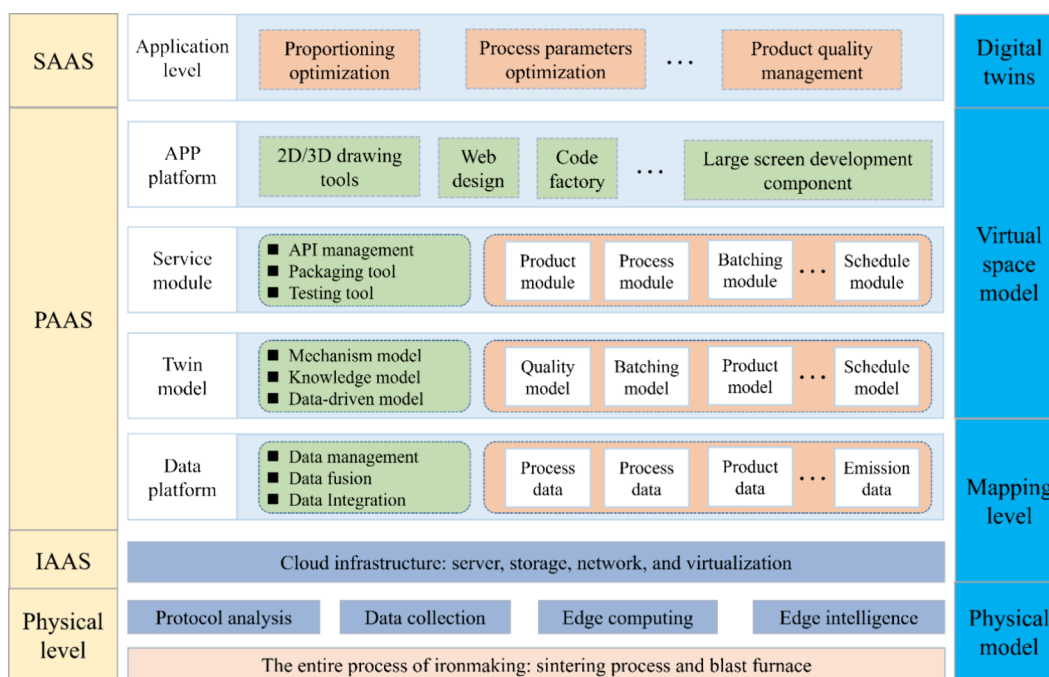 SAAS
Application
level
Proportioning
optimization
Process parameters
optimization
...
Product quality
management
Digital
twins
PAAS
APP
platform
2D/3D drawing
tools
Web
design
Code
factory
...
Large screen development
component
Virtual
space
model
Service
module
■ API management
■ Packaging tool
■ Testing tool
Product
module
Process
module
Batching
module
...
Schedule
module
Twin
model
■ Mechanism model
■ Knowledge model
■ Data-driven model
Quality
model
Batching
model
Product
model
...
Schedule
model
Data
platform
■ Data management
■ Data fusion
■ Data Integration
Process
data
Process
data
Product
data
...
Emission
data
Mapping
level
IAAS
Cloud infrastructure: server, storage, network, and virtualization
Physical
level
Protocol analysis
Data collection
Edge computing
Edge intelligence
The entire process of ironmaking: sintering process and blast furnace
Physical
model